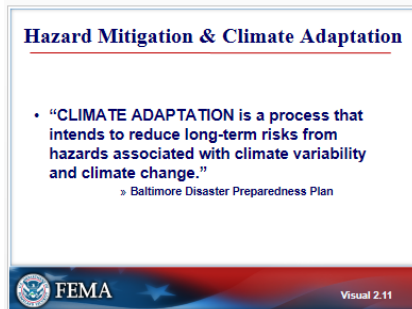 Hazard Mitigation & Climate Adaptation
• “CLIMATE ADAPTATION is a process that
intends to reduce long-term risks from
hazards associated with climate variability
and climate change.”
» Baltimore Disaster Preparedness Plan
FEMA
Visual 2.11